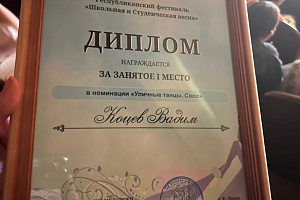 Республиканский фестиваль
«Школьная и Студенческая весна»
ДИПЛОМ
НАГРАЖДАЕТСЯ
ЗА ЗАНЯТОЕ I МЕСТО
в номинации «Уличные танцы. Соло»
Коцев Вадим